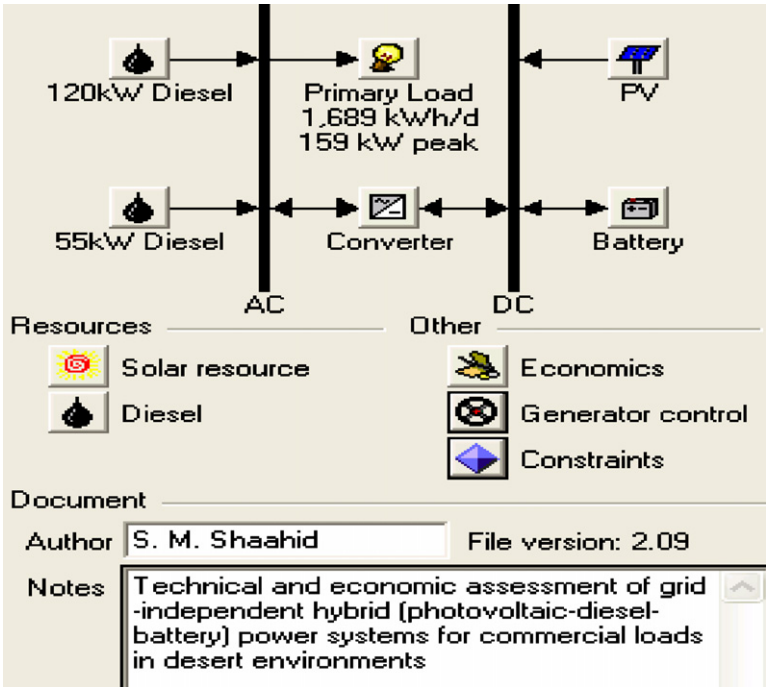 120kW Diesel
Primary Load
1,689 kWh/d
159 kW peak
PV
55kW Diesel
Converter
Battery
AC
DC
Resources
Other
Solar resource
Economics
Diesel
Generator control
Constraints
Document
Author S. M. Shaahid File version: 2.09
Notes Technical and economic assessment of grid
-independent hybrid (photovoltaic-diesel-
battery) power systems for commercial loads
in desert environments